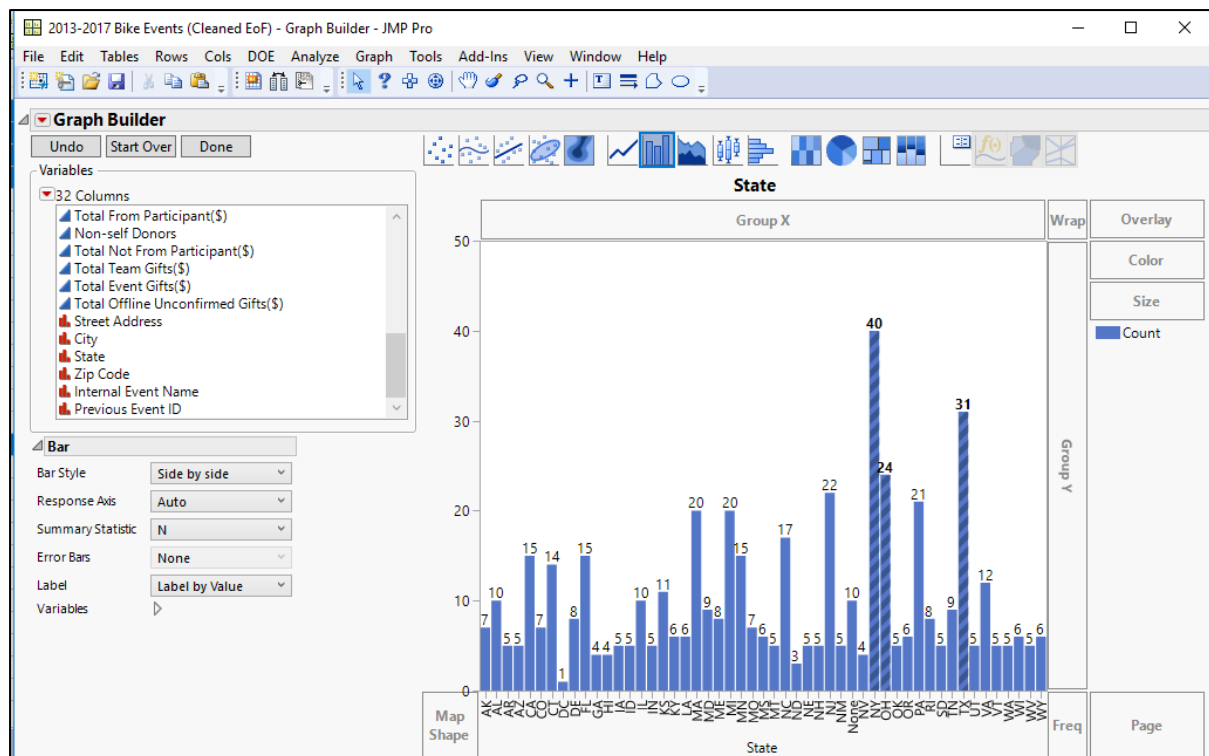 2013-2017 Bike Events (Cleaned EoF) - Graph Builder - JMP Pro
File Edit Tables Rows Cols DOE Analyze Graph Tools Add-Ins View Window Help
Graph Builder
Undo Start Over Done
Variables
32 Columns
Total From Participant($)
Non-self Donors
Total Not From Participant($)
Total Team Gifts($)
Total Event Gifts($)
Total Offline Unconfirmed Gifts($)
Street Address
City
State
Zip Code
Internal Event Name
Previous Event ID
Bar
Bar Style Side by side
Response Axis Auto
Summary Statistic N
Error Bars None
Label Label by Value
Variables
State
Group X
Wrap
Overlay
Color
Size
Count
Group Y
50
40
30
20
10
0
7 10 5 5 15 7 14 1 8 15 4 4 5 5 10 5 11 6 6 20 9 8 20 15 7 6 5 17 3 5 5 22 5 10 4 40 24 5 6 21 8 5 9 31 5 12 5 5 6 5 6
AK AL AR AZ CA CO CT DC DE FL GA HI IA ID IL IN KS KY LA MA MD ME MI MN MO MS MT NC ND NE NH NJ NM None NV NY OH OK OR PA RI SD TN TX UT VA VT WA WI WV WY
State
Map
Shape
Freq
Page